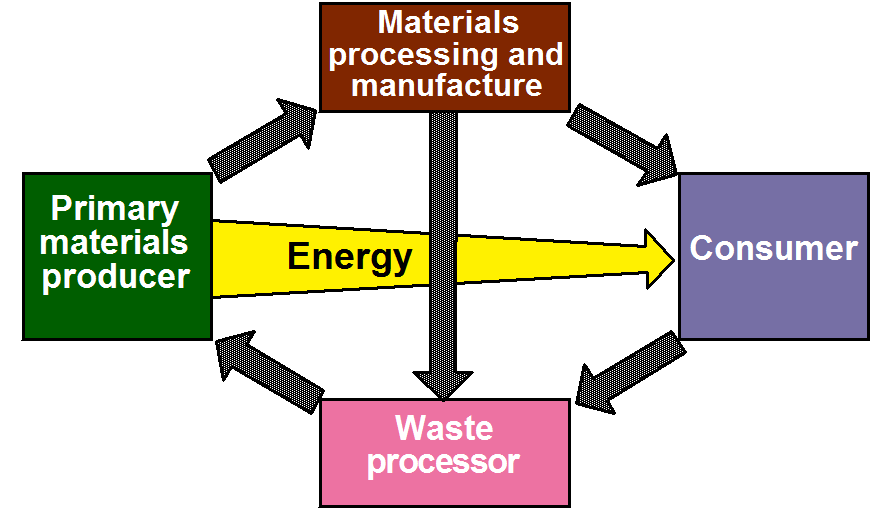 Materials
processing and
manufacture
Primary
materials
producer
Energy
Consumer
Waste
processor